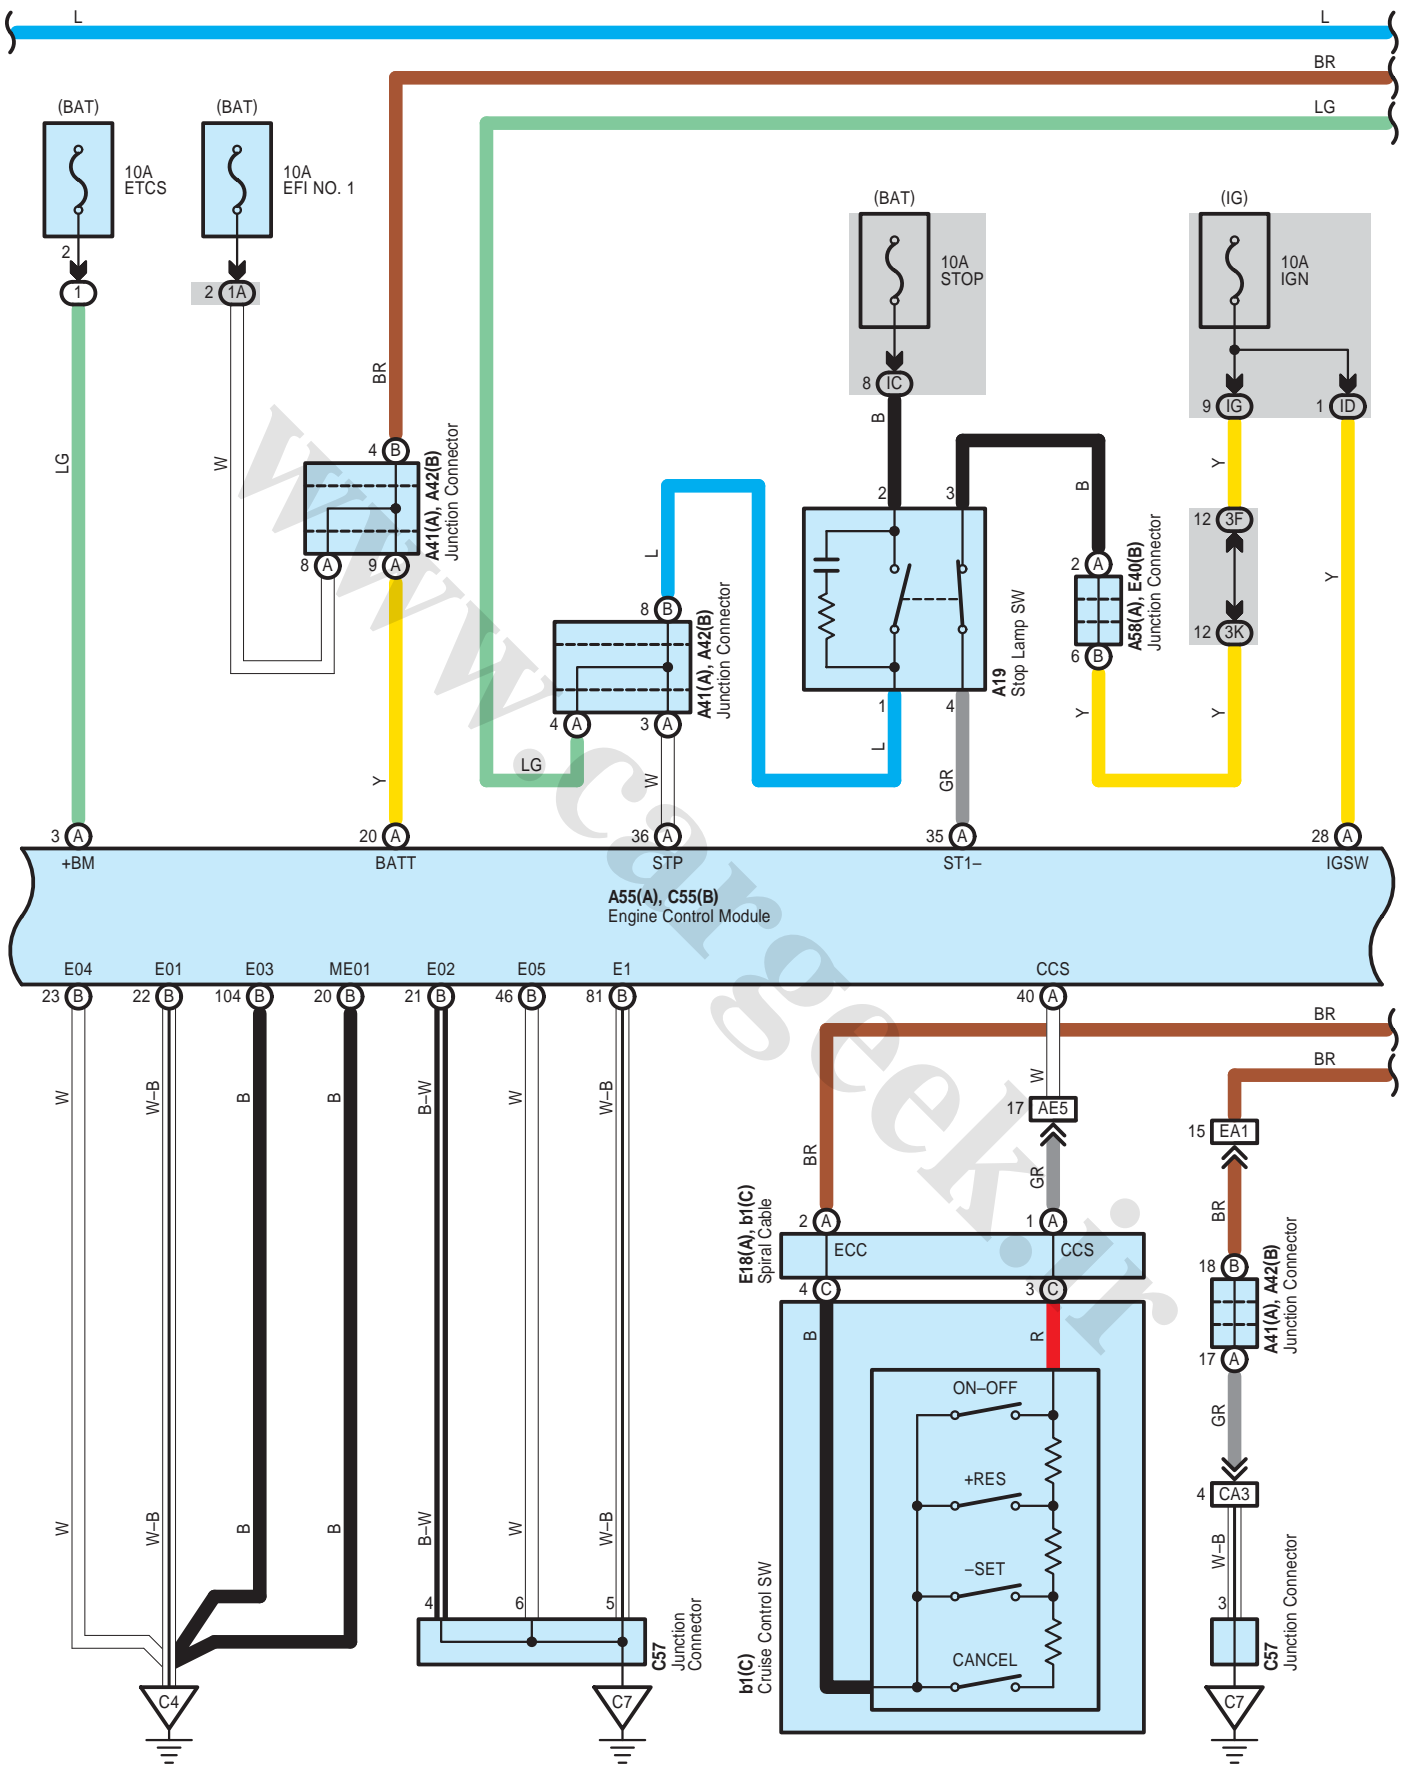 L
L
BR
LG
(BAT)
(BAT)
10A
ETCS
10A
EFI NO. 1
(BAT)
(IG)
10A
STOP
10A
IGN
2
1
2 1A
8 IC
9 IG
1 ID
BR
B
LG
W
Y
4 B
A41(A), A42(B)
Junction Connector
8 A
9 A
2
3
B
12 3F
12 3K
L
8 B
A41(A), A42(B)
Junction Connector
4 A
3 A
A19
Stop Lamp SW
2 A
A58(A), E40(B)
Junction Connector
6 B
Y
1
4
L
GR
Y
Y
LG
W
Y
3 A
20 A
36 A
35 A
28 A
+BM
BATT
STP
ST1–
IGSW
A55(A), C55(B)
Engine Control Module
E04
E01
E03
ME01
E02
E05
E1
CCS
23 B
22 B
104 B
20 B
21 B
46 B
81 B
40 A
BR
BR
W
W–B
B
B
B–W
W
W–B
W
17 AE5
15 EA1
BR
GR
BR
E18(A), b1(C)
Spiral Cable
2 A
1 A
ECC
CCS
4 C
3 C
18 B
A41(A), A42(B)
Junction Connector
17 A
B
R
ON–OFF
GR
+RES
4 CA3
W
W–B
B
B
B–W
W
W–B
W–B
–SET
4
6
5
3
C57
Junction
Connector
CANCEL
b1(C)
Cruise Control SW
C57
Junction Connector
C4
C7
C7
www.cargeek.ir